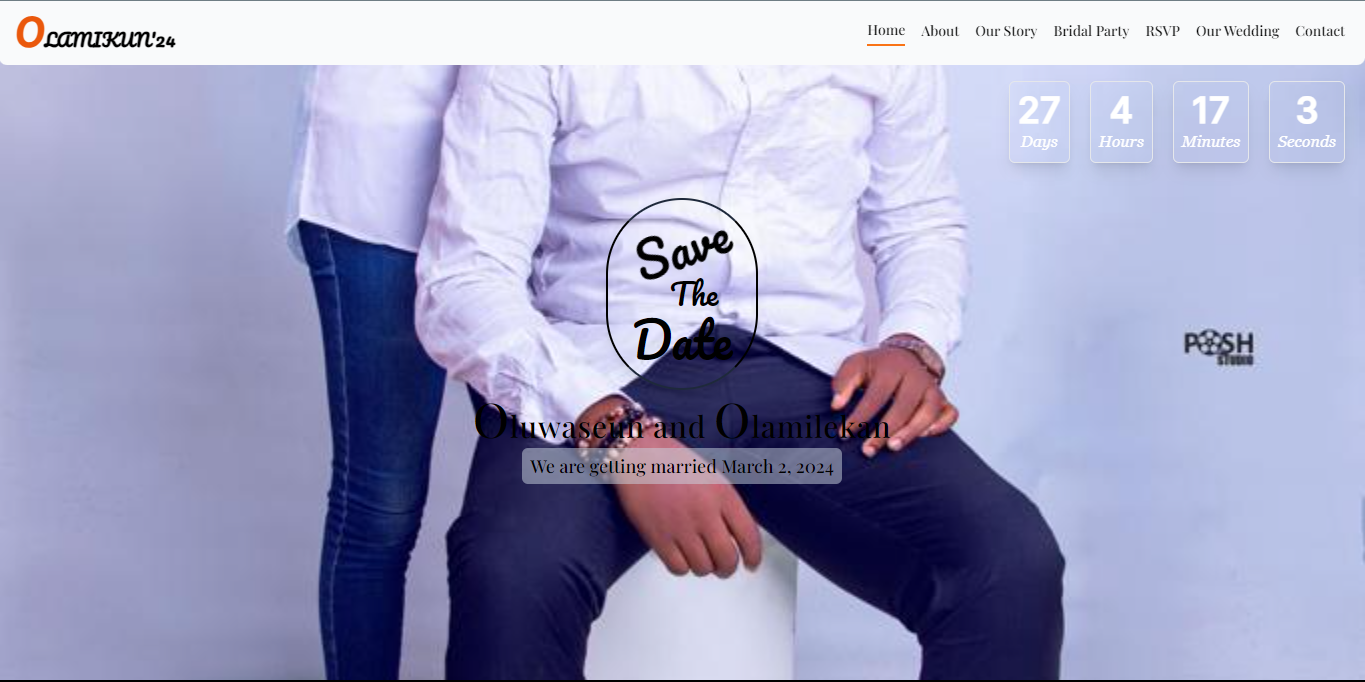 OLAMIKUN'24
Home About Our Story Bridal Party RSVP Our Wedding Contact
27 4 17 3
Days Hours Minutes Seconds
Save
The
Date
POSH
STUDIO
Oluwaseun and Olamilekan
We are getting married March 2, 2024